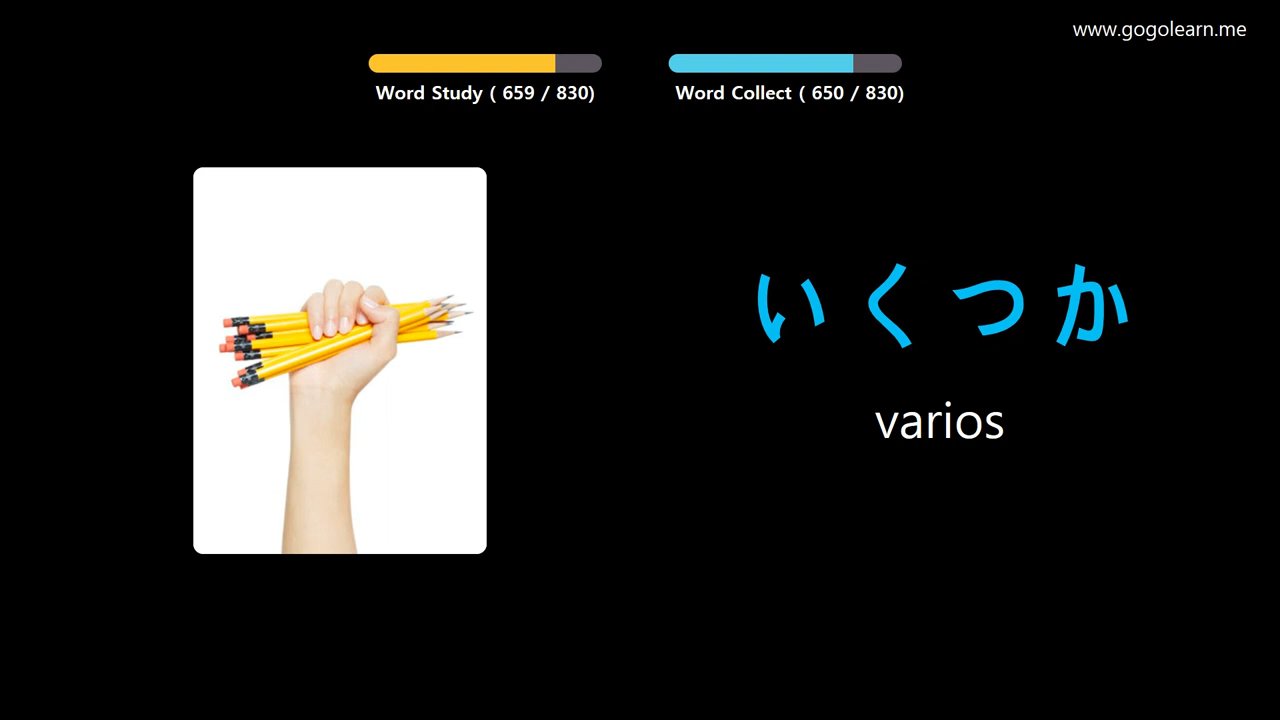 www.gogolearn.me
Word Study ( 659 / 830)
Word Collect ( 650 / 830)
いくつか
varios